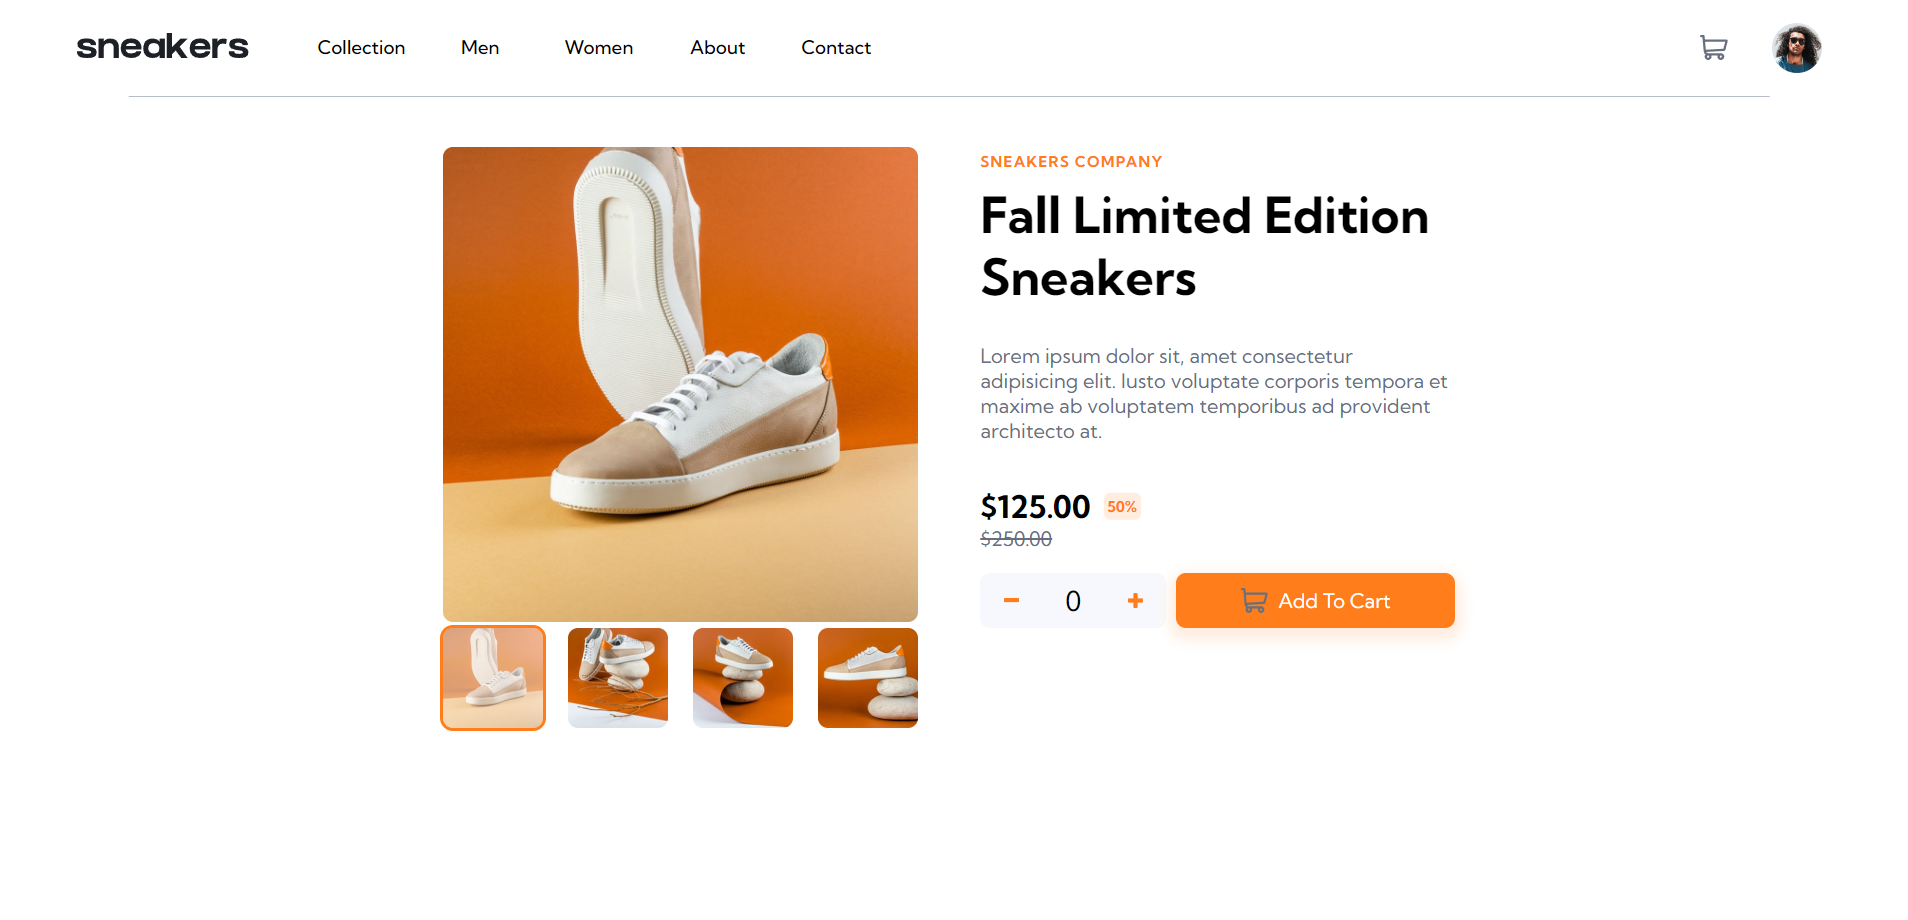 sneakers
Collection
Men
Women
About
Contact
SNEAKERS COMPANY
Fall Limited Edition
Sneakers
Lorem ipsum dolor sit, amet consectetur
adipisicing elit. Iusto voluptate corporis tempora et
maxime ab voluptatem temporibus ad provident
architecto at.
$125.00 50%
$250.00
0
Add To Cart